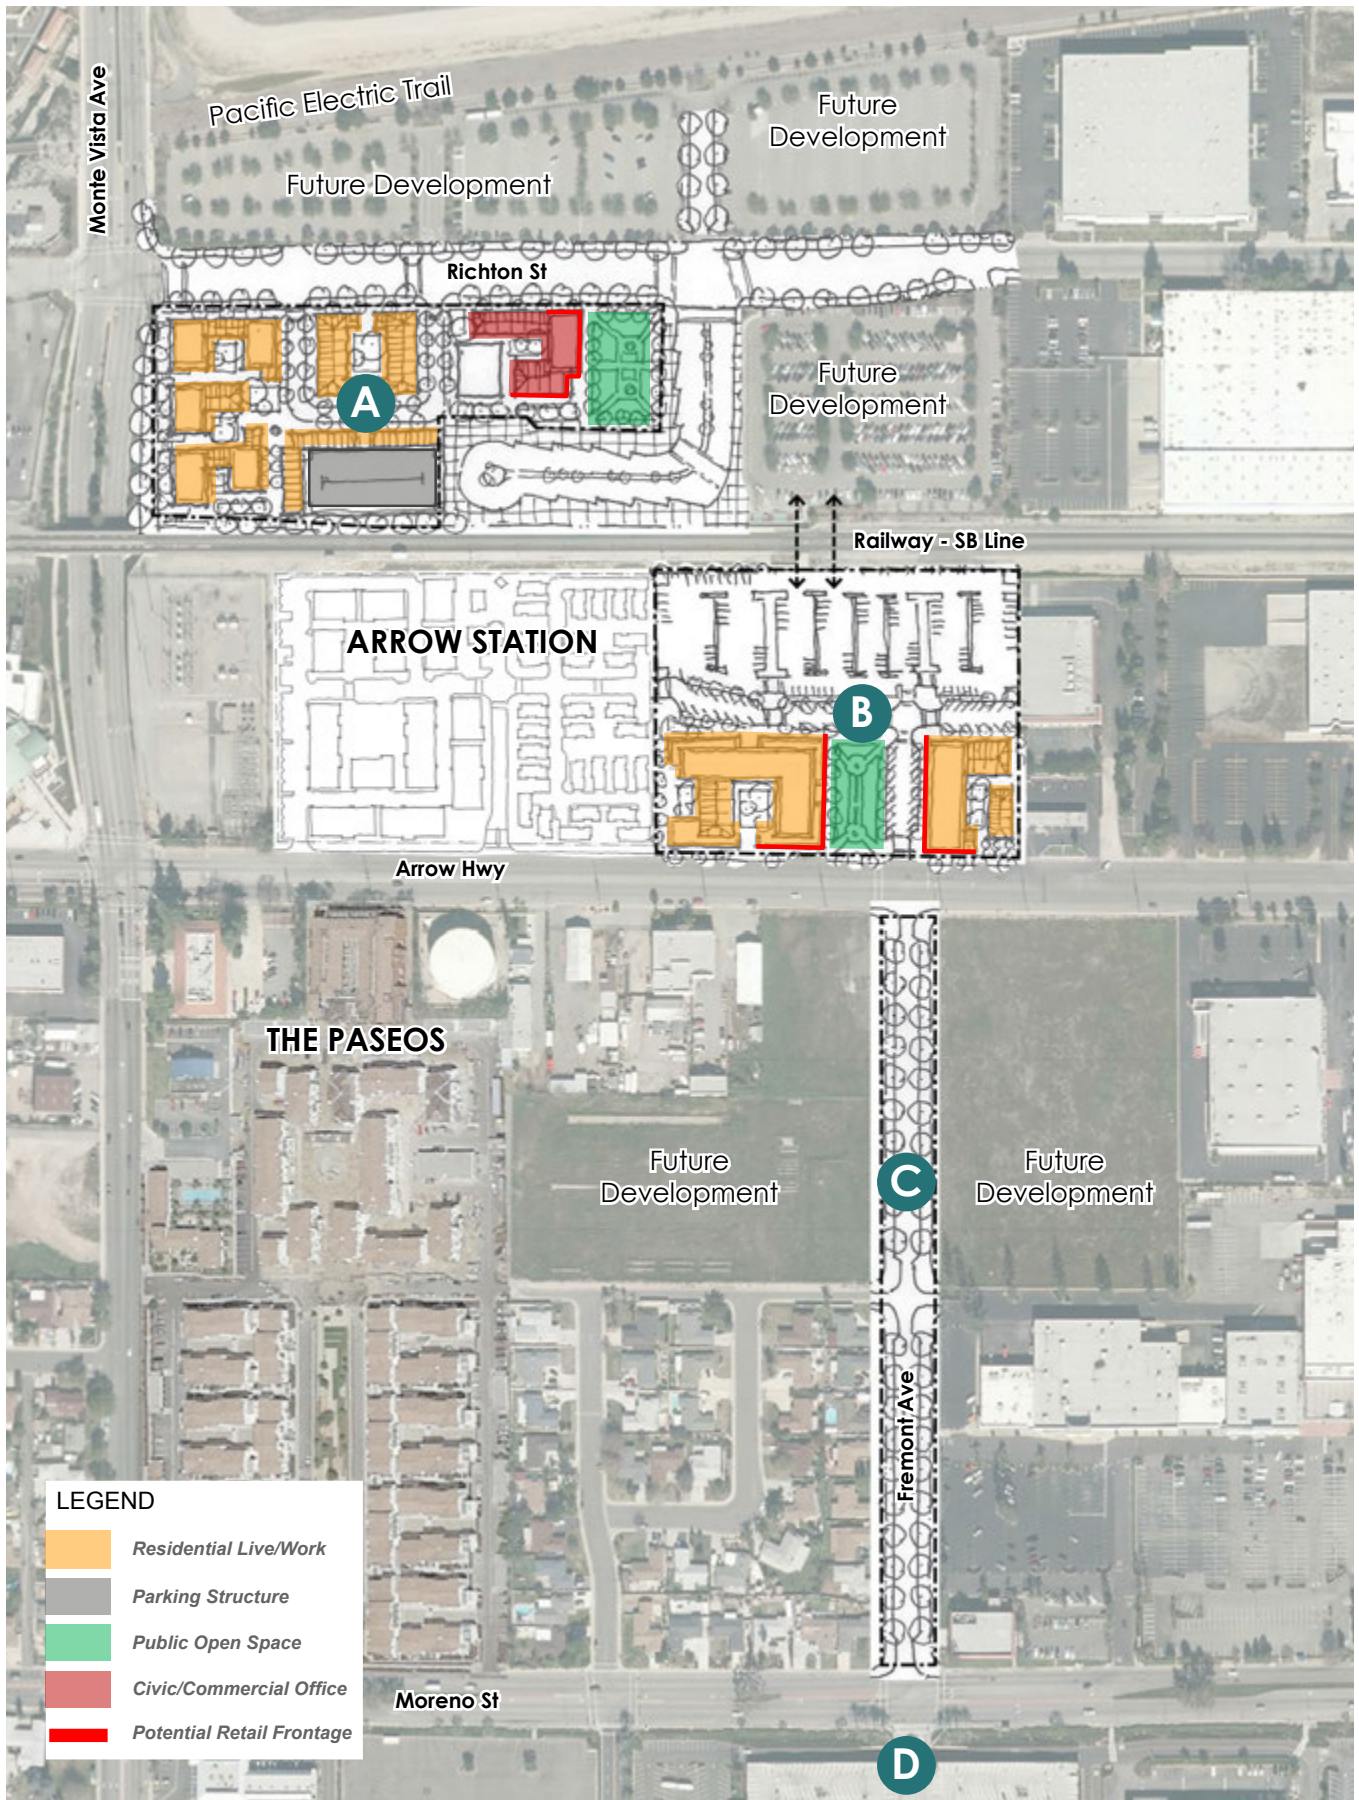 Monte Vista Ave
Pacific Electric Trail
Future
Development
Future Development
Richton St
Future
Development
A
Railway - SB Line
ARROW STATION
B
Arrow Hwy
THE PASEOS
Future
Development
C
Future
Development
Fremont Ave
LEGEND
Residential Live/Work
Parking Structure
Public Open Space
Civic/Commercial Office
Potential Retail Frontage
Moreno St
D